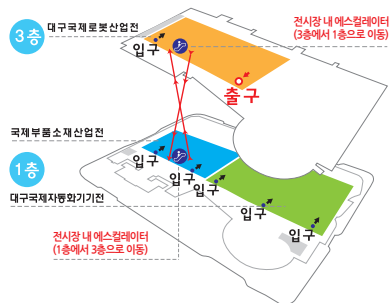 전시장 내 에스컬레이터
(3층에서 1층으로 이동)
3층
대구국제로봇산업전
입구
출구
국제부품소재산업전
입구
1층
입구
입구
대구국제자동화기기전
입구
입구
전시장 내 에스컬레이터
(1층에서 3층으로 이동)